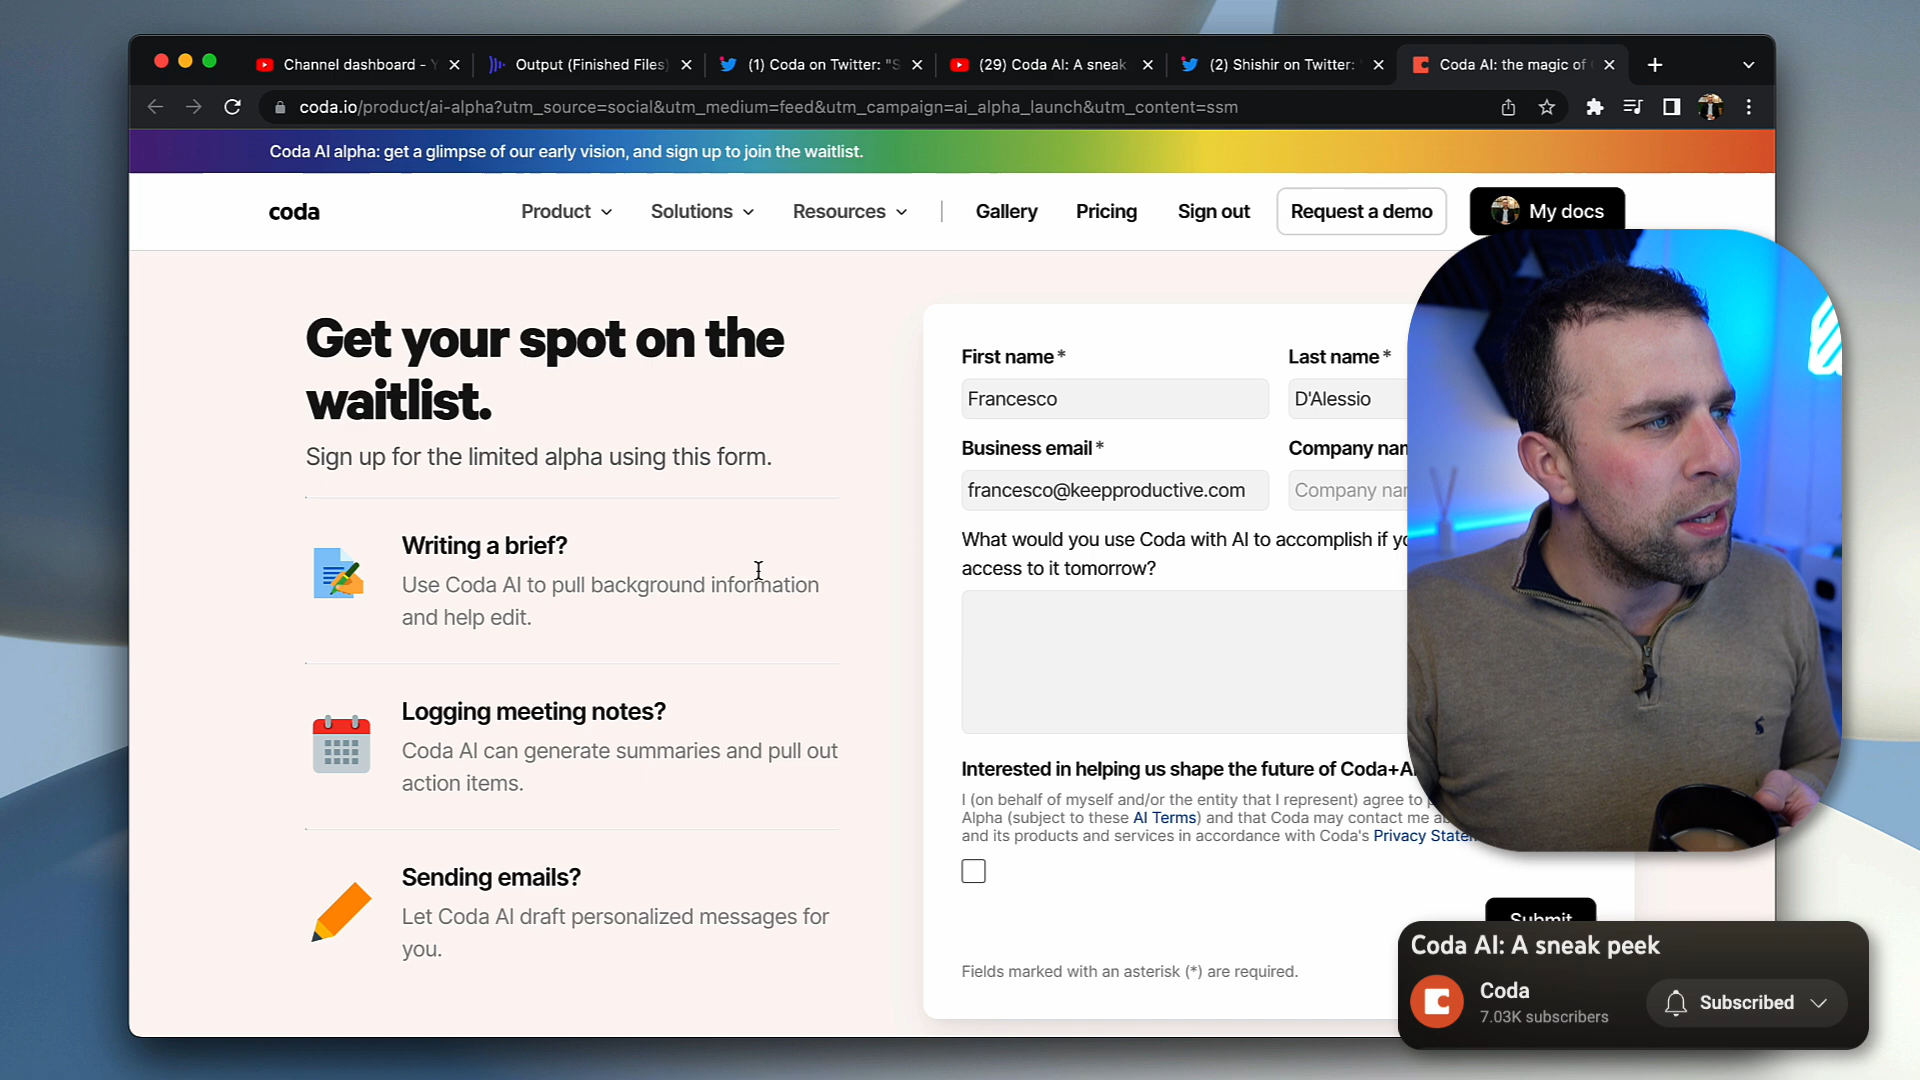 Channel dashboard - Y
Output (Finished Files)
(1) Coda on Twitter: "S
(29) Coda AI: A sneak
(2) Shishir on Twitter: "
Coda AI: the magic of
coda.io/product/ai-alpha?utm_source=social&utm_medium=feed&utm_campaign=ai_alpha_launch&utm_content=ssm
Coda AI alpha: get a glimpse of our early vision, and sign up to join the waitlist.
coda
Product
Solutions
Resources
Gallery
Pricing
Sign out
Request a demo
My docs
Get your spot on the
waitlist.
Sign up for the limited alpha using this form.
Writing a brief?
Use Coda AI to pull background information
and help edit.
Logging meeting notes?
Coda AI can generate summaries and pull out
action items.
Sending emails?
Let Coda AI draft personalized messages for
you.
First name*
Last name*
Francesco
D'Alessio
Business email*
Company nam
francesco@keepproductive.com
Company nam
What would you use Coda with AI to accomplish if yo
access to it tomorrow?
Interested in helping us shape the future of Coda+A
I (on behalf of myself and/or the entity that I represent) agree to p
Alpha (subject to these AI Terms) and that Coda may contact me a
and its products and services in accordance with Coda's Privacy State
Submit
Fields marked with an asterisk (*) are required.
Coda AI: A sneak peek
Coda
7.03K subscribers
Subscribed